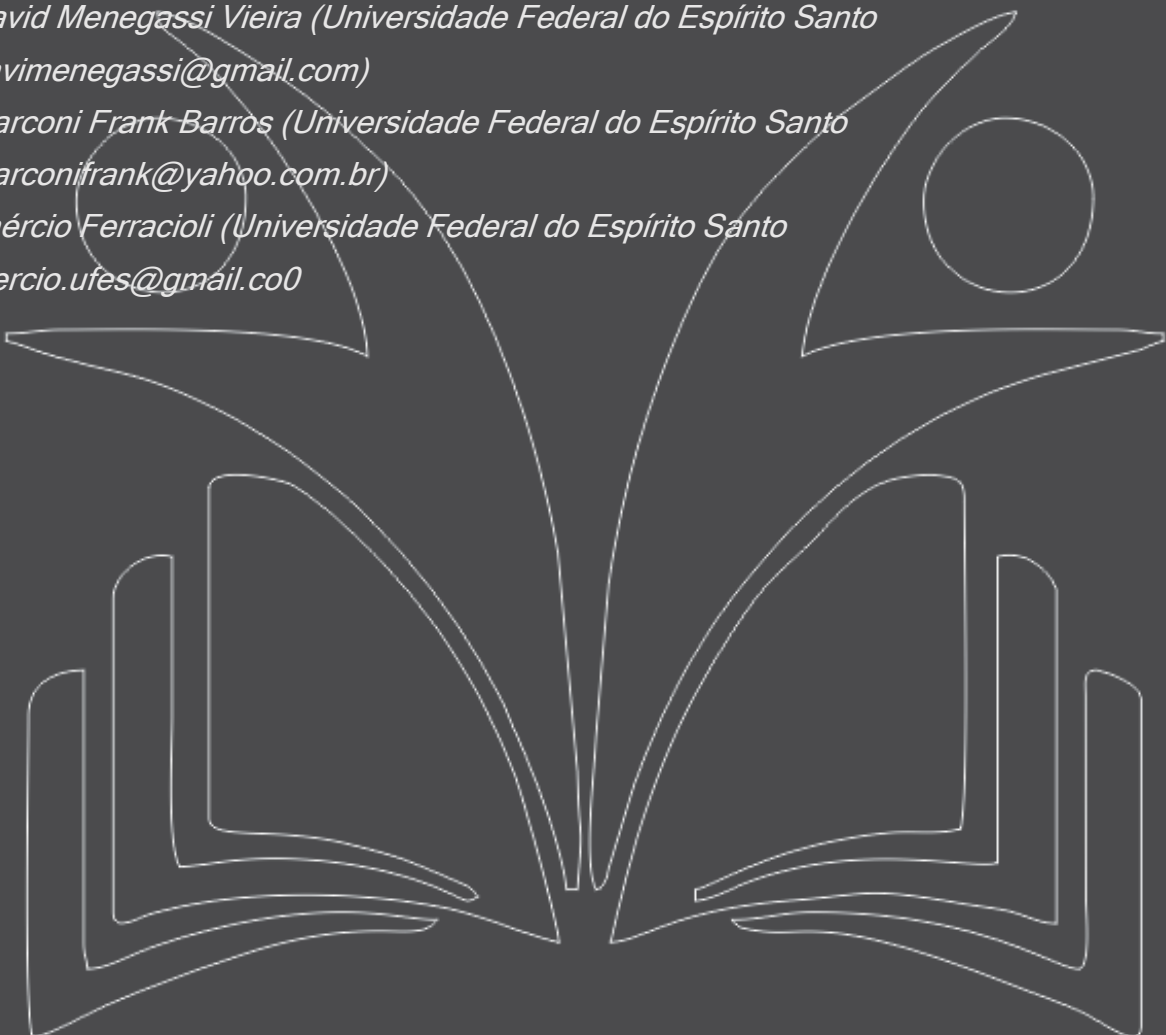 avid Menegassi Vieira (Universidade Federal do Espírito Santo
vimenegassi@gmail.com)
arconi Frank Barros (Universidade Federal do Espírito Santo
arconifrank@yahoo.com.br)
ércio Ferracioli (Universidade Federal do Espírito Santo
ercio.ufes@gmail.co0